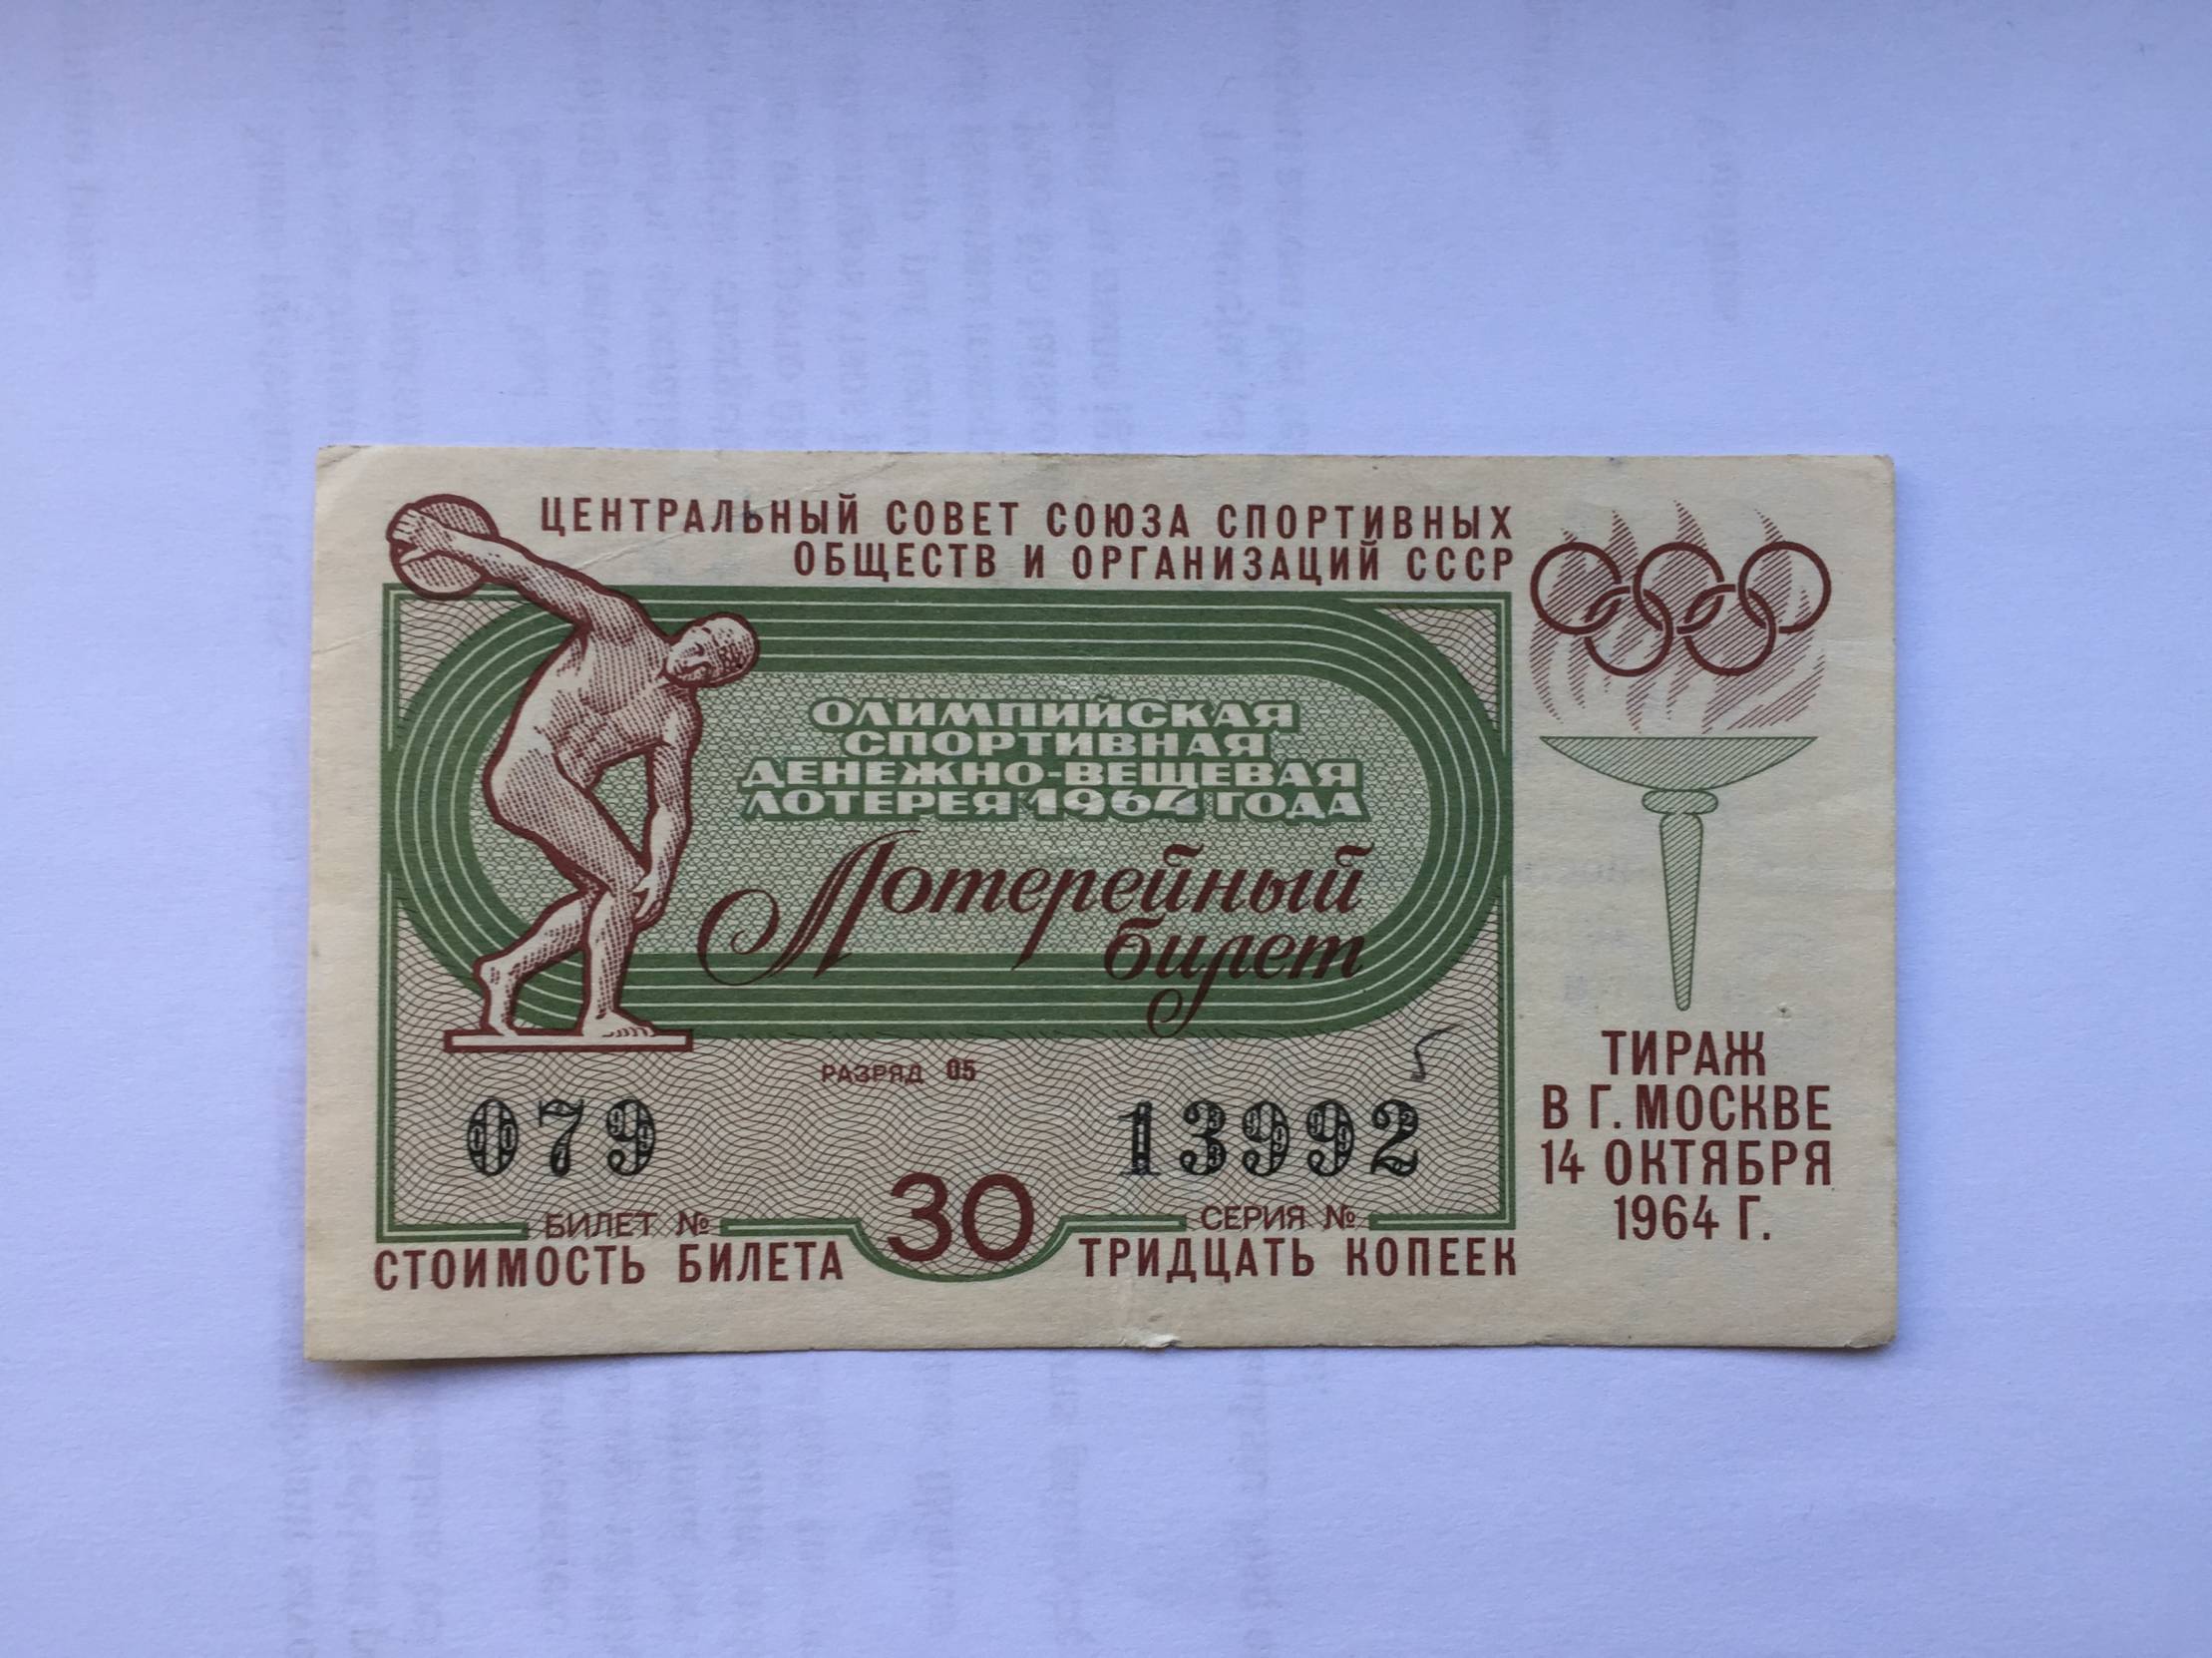 ЦЕНТРАЛЬНЫЙ СОВЕТ СОЮЗА СПОРТИВНЫХ
ОБЩЕСТВ И ОРГАНИЗАЦИЙ СССР
ОЛИМПИЙСКАЯ
СПОРТИВНАЯ
ДЕНЕЖНО-ВЕЩЕВАЯ
ЛОТЕРЕЯ 1964 ГОДА
Лотерейный
билет
РАЗРЯД 05
079 13992
БИЛЕТ № СЕРИЯ №
СТОИМОСТЬ БИЛЕТА 30 ТРИДЦАТЬ КОПЕЕК
ТИРАЖ
В Г. МОСКВЕ
14 ОКТЯБРЯ
1964 Г.